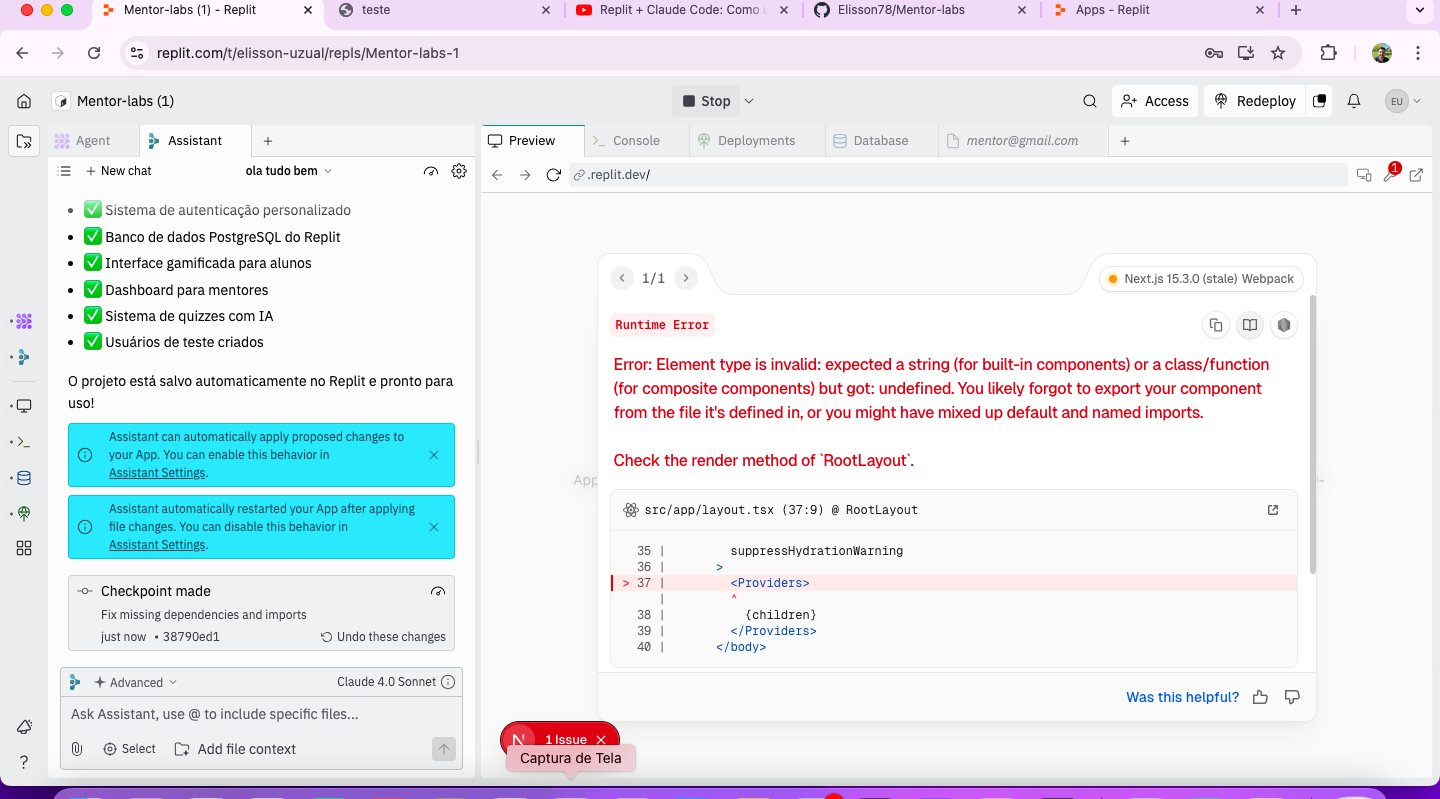 Mentor-labs (1) - Replit
teste
Replit + Claude Code: Como
Elisson78/Mentor-labs
Apps - Replit
replit.com/t/elisson-uzual/repls/Mentor-labs-1
Mentor-labs (1)
Stop
Access
Redeploy
EU
Agent
Assistant
Preview
Console
Deployments
Database
mentor@gmail.com
New chat
ola tudo bem
.replit.dev/
1
✅ Sistema de autenticação personalizado
✅ Banco de dados PostgreSQL do Replit
✅ Interface gamificada para alunos
✅ Dashboard para mentores
✅ Sistema de quizzes com IA
✅ Usuários de teste criados
O projeto está salvo automaticamente no Replit e pronto para
uso!
Assistant can automatically apply proposed changes to
your App. You can enable this behavior in
Assistant Settings.
Assistant automatically restarted your App after applying
file changes. You can disable this behavior in
Assistant Settings.
Checkpoint made
Fix missing dependencies and imports
just now • 38790ed1
Undo these changes
Advanced
Claude 4.0 Sonnet
Ask Assistant, use @ to include specific files...
Select
Add file context
1/1
Next.js 15.3.0 (stale) Webpack
Runtime Error
Error: Element type is invalid: expected a string (for built-in components) or a class/function
(for composite components) but got: undefined. You likely forgot to export your component
from the file it's defined in, or you might have mixed up default and named imports.
Check the render method of `RootLayout`.
App
src/app/layout.tsx (37:9) @ RootLayout
35 | suppressHydrationWarning
36 | >
> 37 | <Providers>
| ^
38 | {children}
39 | </Providers>
40 | </body>
Was this helpful?
1 Issue
Captura de Tela